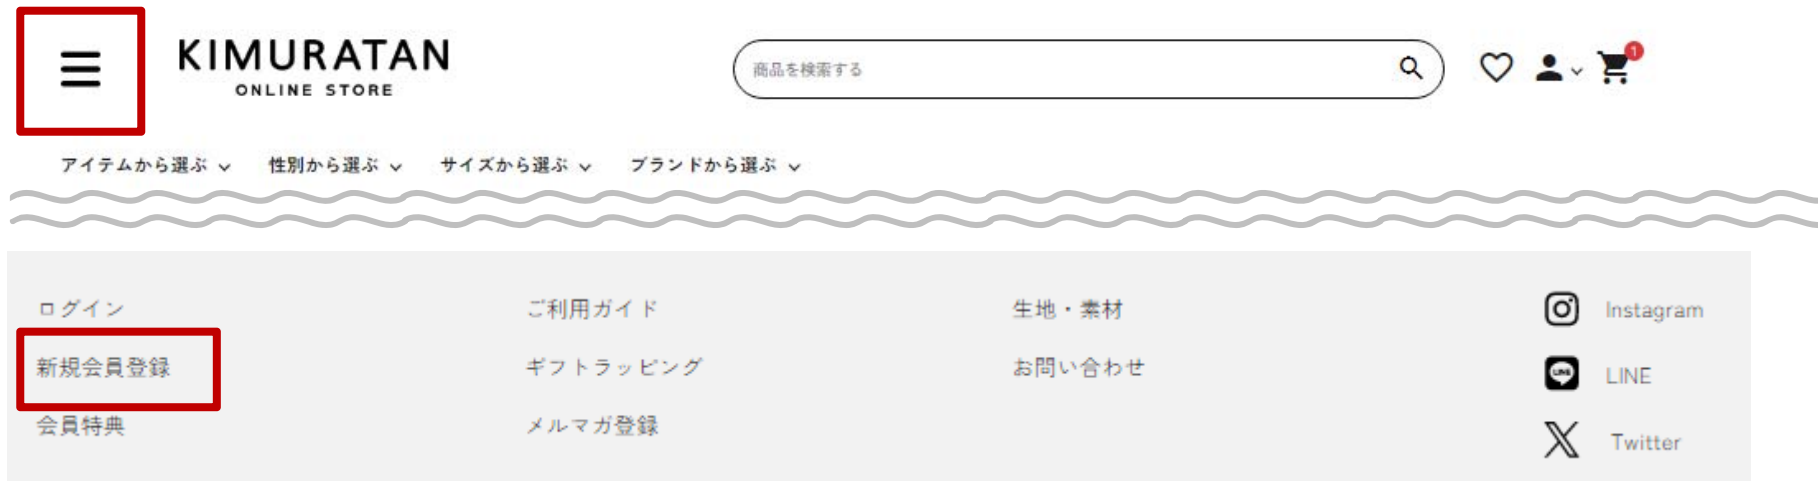 KIMURATAN
ONLINE STORE
商品を検索する
1
アイテムから選ぶ 性別から選ぶ サイズから選ぶ ブランドから選ぶ
ログイン ご利用ガイド 生地・素材 Instagram
新規会員登録 ギフトラッピング お問い合わせ LINE LINE
会員特典 メルマガ登録 Twitter